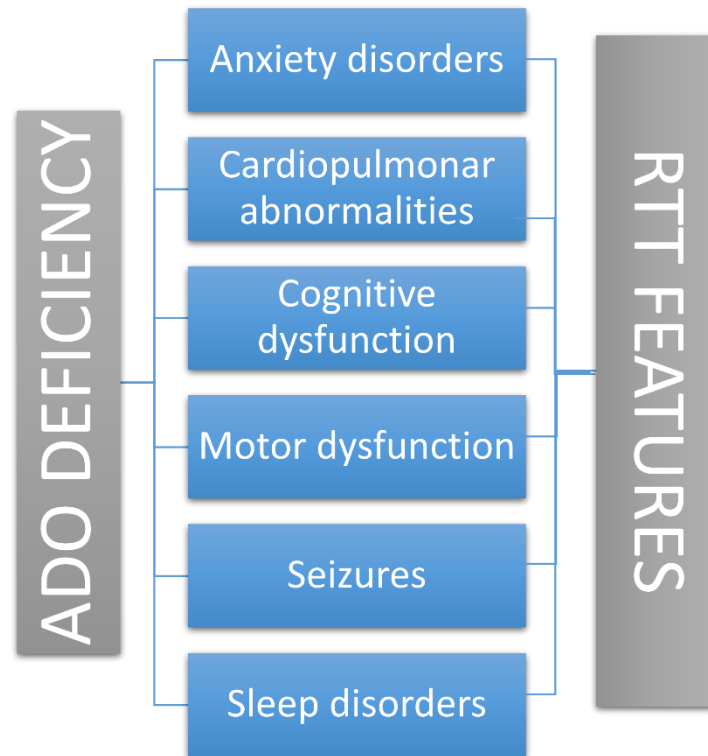 ADO DEFICIENCY
Anxiety disorders
Cardiopulmonar
abnormalities
Cognitive
dysfunction
Motor dysfunction
Seizures
Sleep disorders
RTT FEATURES